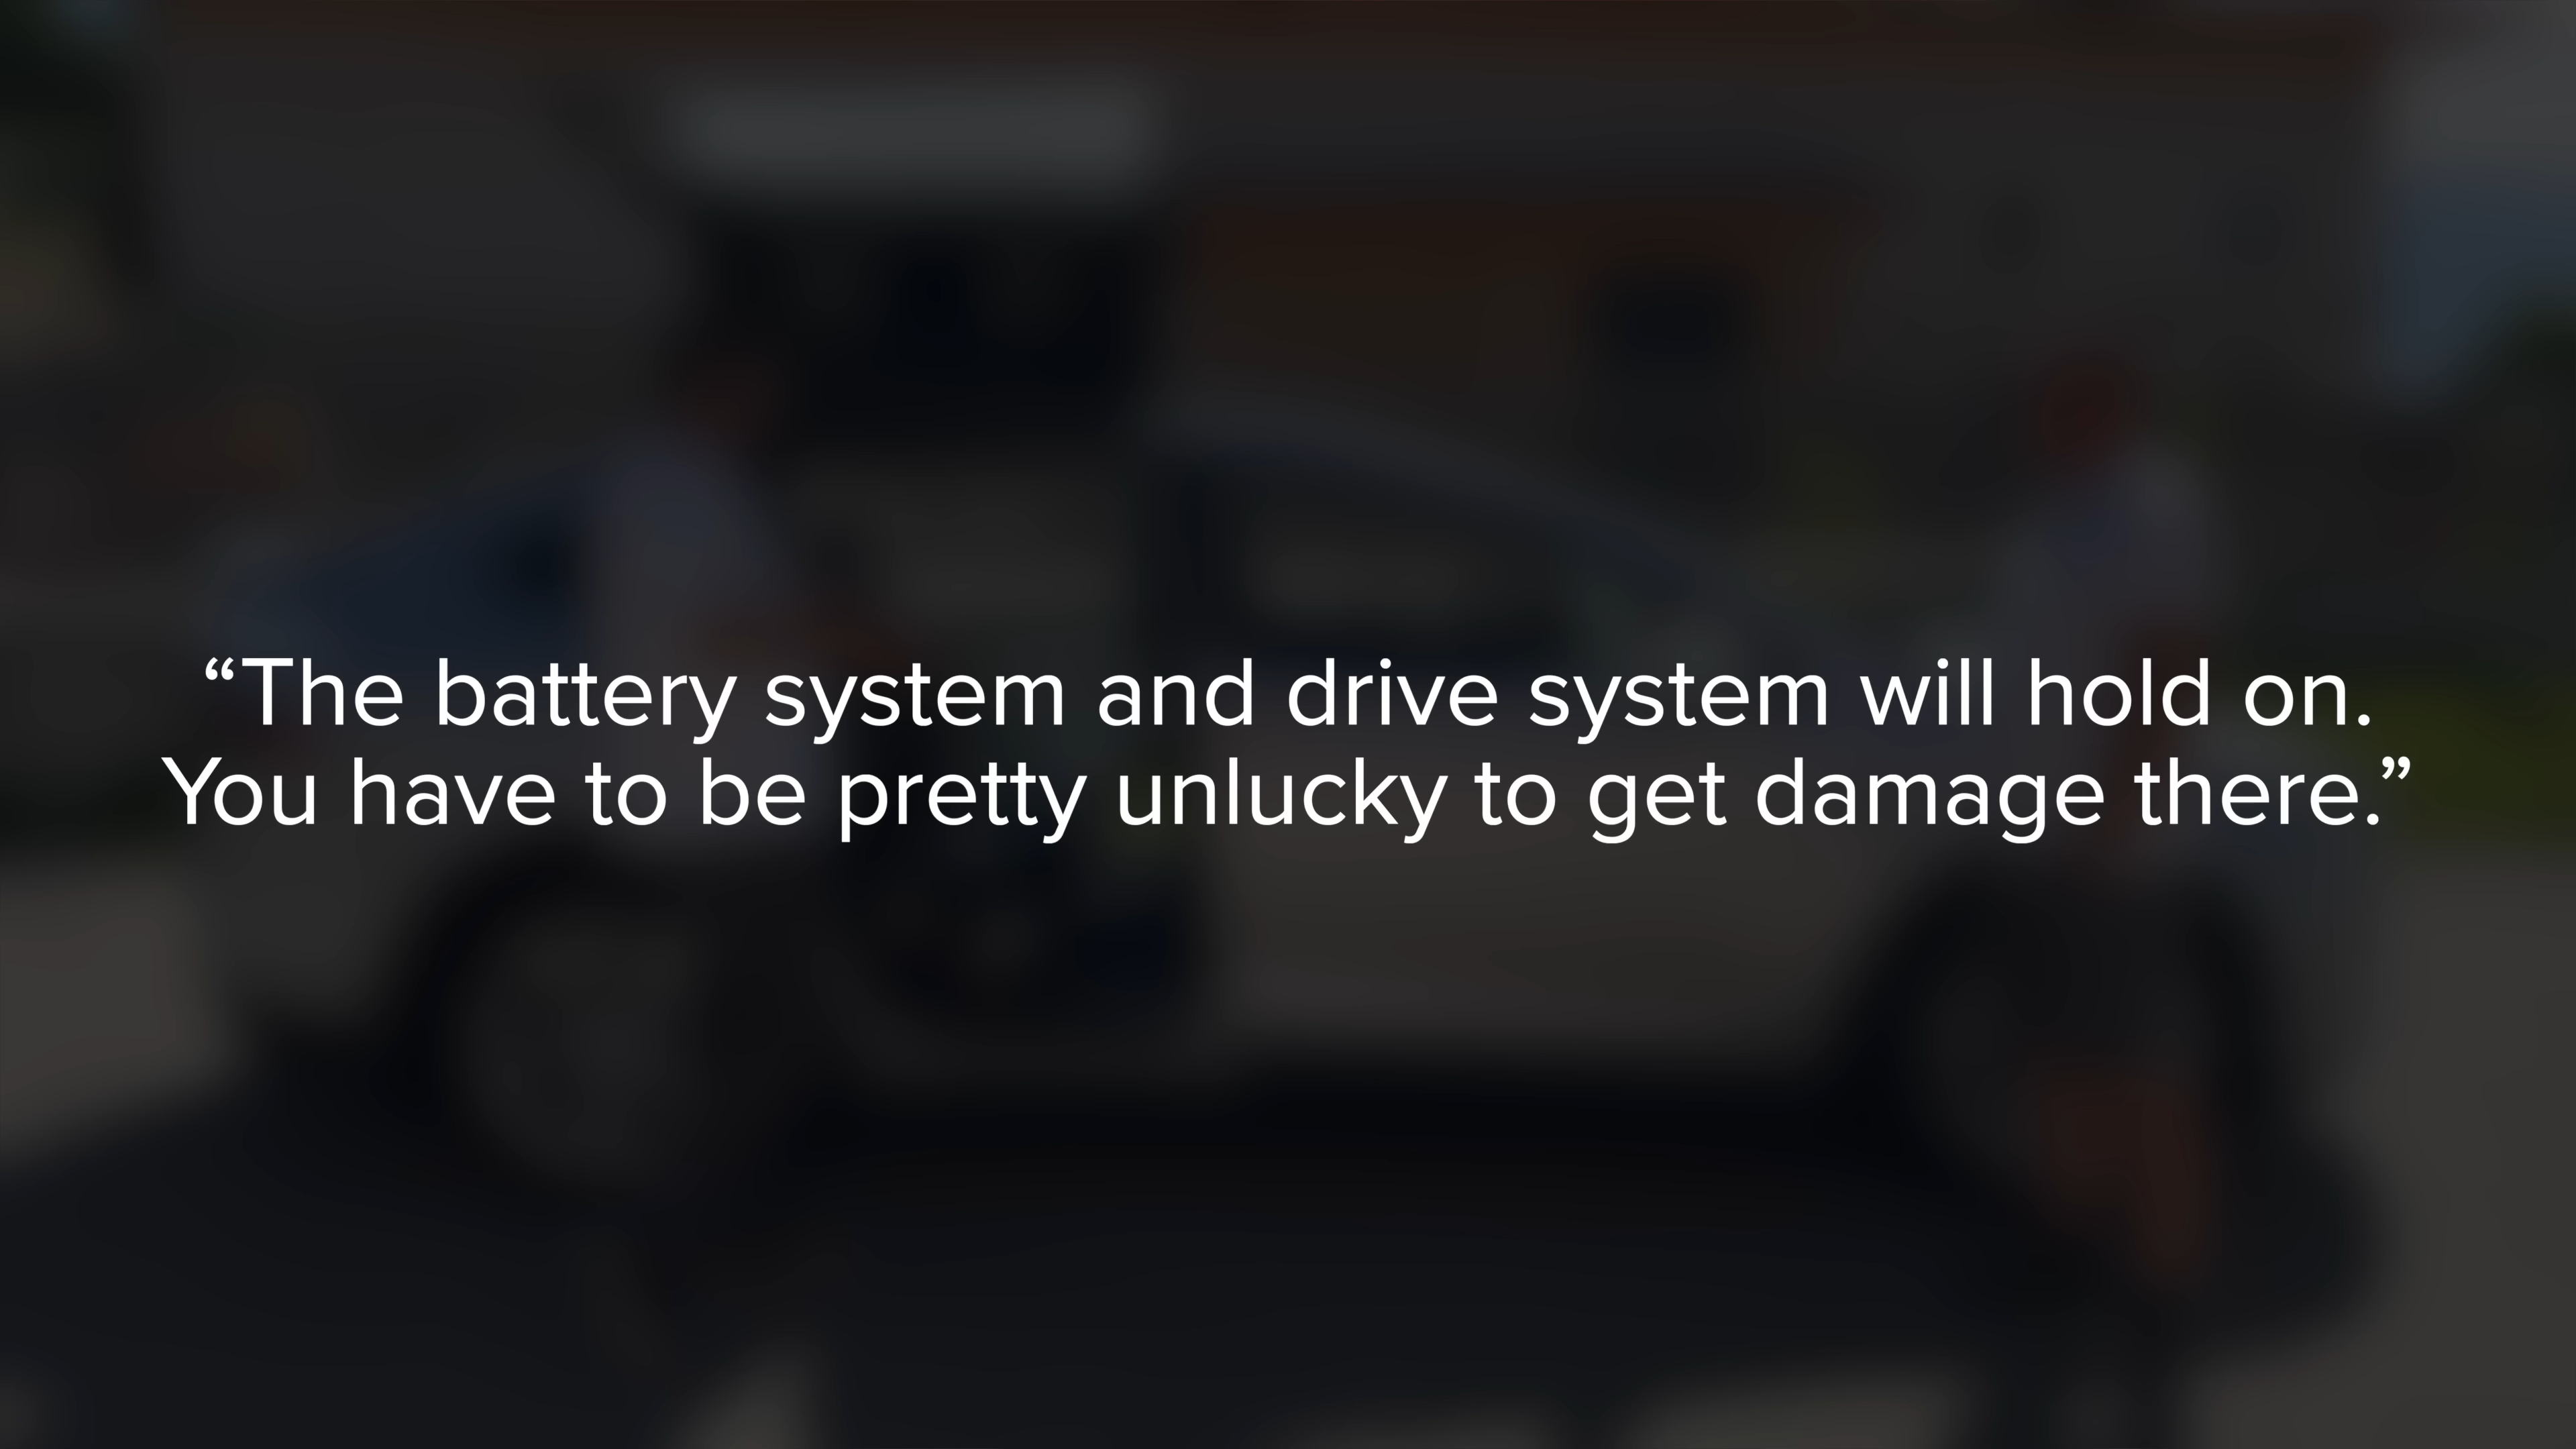 “The battery system and drive system will hold on.
You have to be pretty unlucky to get damage there.”